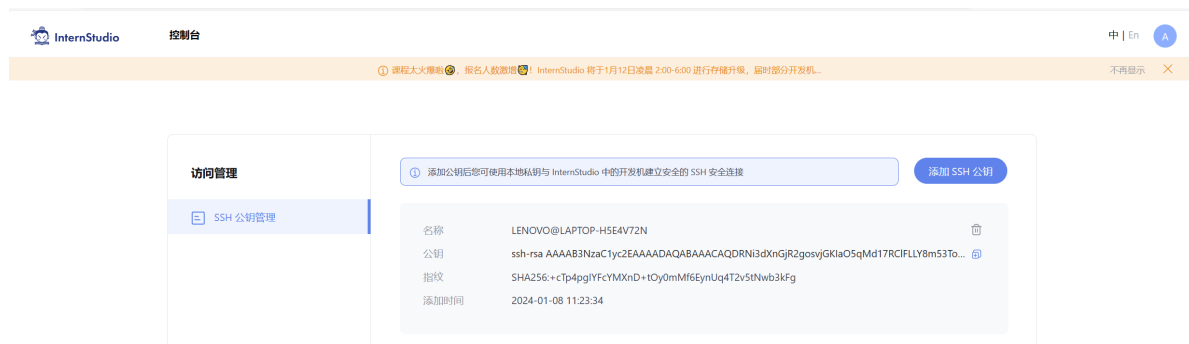 InternStudio 控制台 中 | En A
课程太火爆啦🤣，报名人数激增🥳！InternStudio 将于1月12日凌晨 2:00-6:00 进行存储升级，届时部分开发机... 不再显示
访问管理
添加公钥后您可使用本地私钥与 InternStudio 中的开发机建立安全的 SSH 安全连接 添加 SSH 公钥
SSH 公钥管理
名称 LENOVO@LAPTOP-H5E4V72N
公钥 ssh-rsa AAAAB3NzaC1yc2EAAAADAQABAAACAQDRNi3dXnGjR2gosvjGKIaO5qMd17RClFLLY8m53To...
指纹 SHA256:+cTp4pgIYFcYMXnD+tOy0mMf6EynUq4T2v5tNwb3kFg
添加时间 2024-01-08 11:23:34